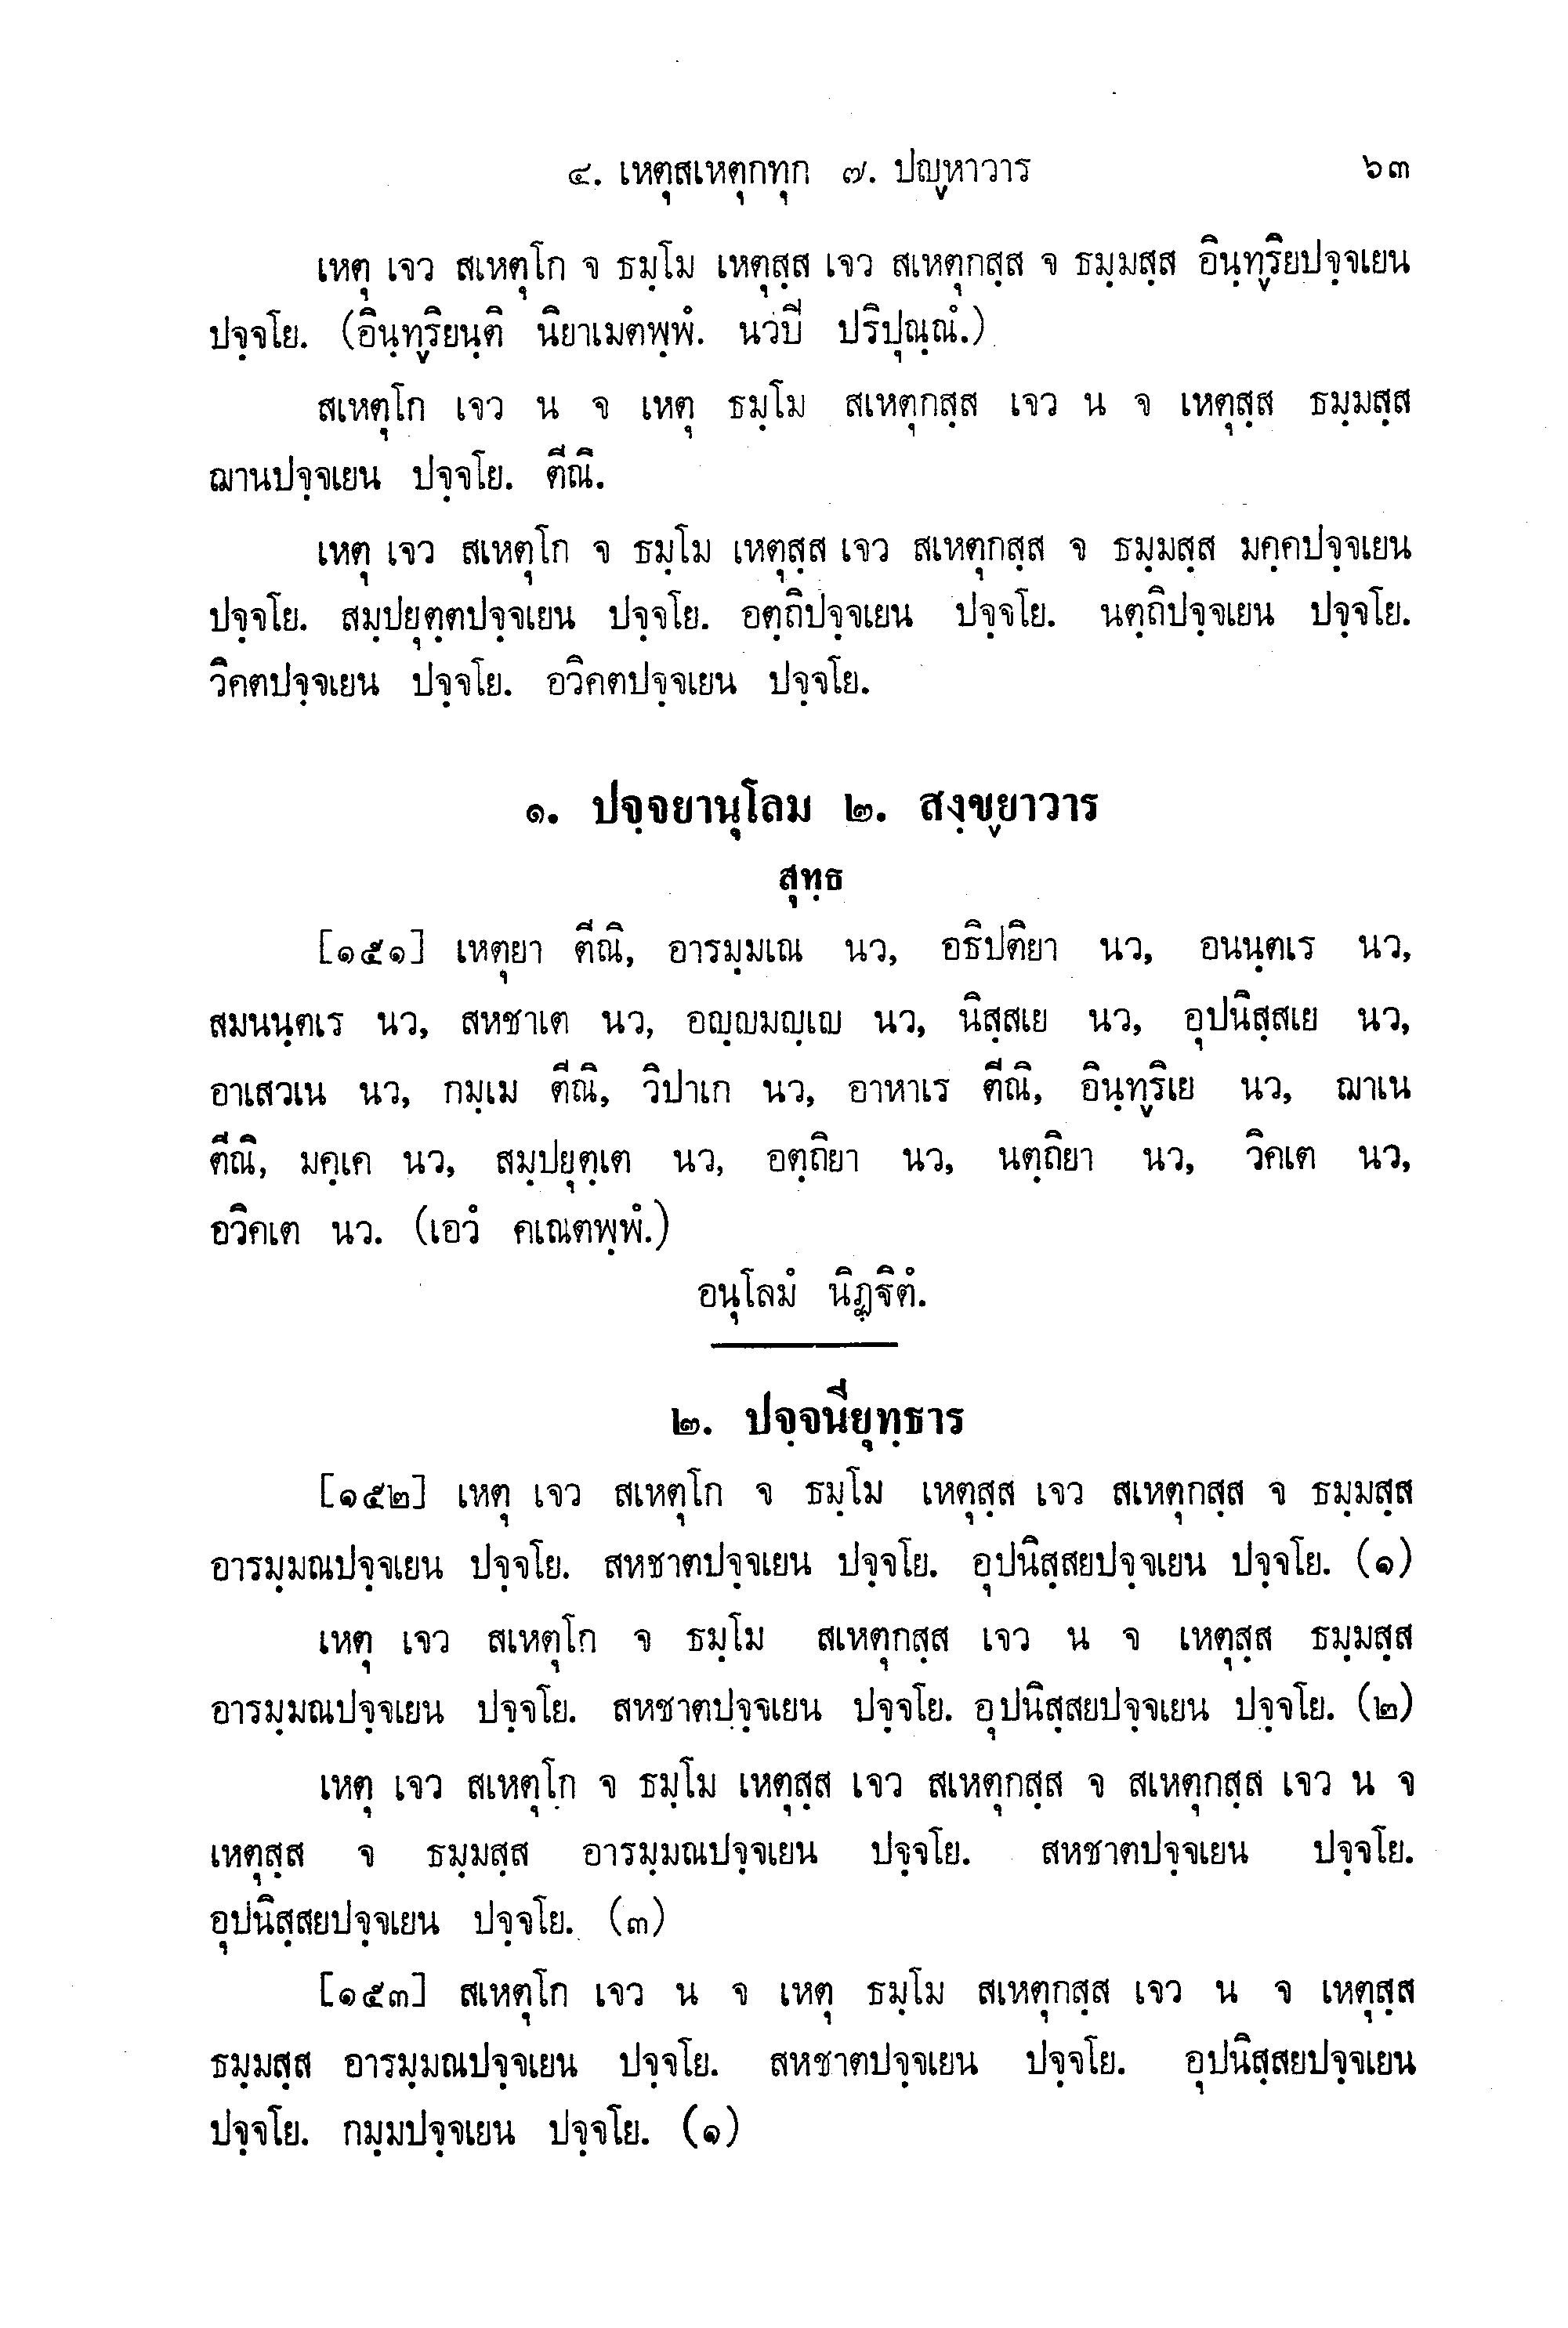 ๔. เหตุสเหตุกทุก ๗. ปญฺหาวาร ๖๓
เหตุ เจว สเหตุโก จ ธมฺโม เหตุสฺส เจว สเหตุกสฺส จ ธมฺมสฺส อินฺทฺริยปจฺจเยน
ปจฺจโย. (อินฺทฺริยนฺติ นิยาเมตพฺพํ. นวปี ปริปุณฺณํ.)
สเหตุโก เจว น จ เหตุ ธมฺโม สเหตุกสฺส เจว น จ เหตุสฺส ธมฺมสฺส
ฌานปจฺจเยน ปจฺจโย. ตีณิ.
เหตุ เจว สเหตุโก จ ธมฺโม เหตุสฺส เจว สเหตุกสฺส จ ธมฺมสฺส มคฺคปจฺจเยน
ปจฺจโย. สมฺปยุตฺตปจฺจเยน ปจฺจโย. อตฺถิปจฺจเยน ปจฺจโย. นตฺถิปจฺจเยน ปจฺจโย.
วิคตปจฺจเยน ปจฺจโย. อวิคตปจฺจเยน ปจฺจโย.
๑. ปจฺจยานุโลม ๒. สงฺขฺยาวาร
สุทฺธ
[๑๕๑] เหตุยา ตีณิ, อารมฺมเณ นว, อธิปติยา นว, อนนฺตเร นว,
สมนนฺตเร นว, สหชาเต นว, อญฺญมญฺเญ นว, นิสฺสเย นว, อุปนิสฺสเย นว,
อาเสวเน นว, กมฺเม ตีณิ, วิปาเก นว, อาหาเร ตีณิ, อินฺทฺริเย นว, ฌาเน
ตีณิ, มคฺเค นว, สมฺปยุตฺเต นว, อตฺถิยา นว, นตฺถิยา นว, วิคเต นว,
อวิคเต นว. (เอวํ คเณตพฺพํ.)
อนุโลมํ นิฏฺฐิตํ.
๒. ปจฺจนียุทฺธาร
[๑๕๒] เหตุ เจว สเหตุโก จ ธมฺโม เหตุสฺส เจว สเหตุกสฺส จ ธมฺมสฺส
อารมฺมณปจฺจเยน ปจฺจโย. สหชาตปจฺจเยน ปจฺจโย. อุปนิสฺสยปจฺจเยน ปจฺจโย. (๑)
เหตุ เจว สเหตุโก จ ธมฺโม สเหตุกสฺส เจว น จ เหตุสฺส ธมฺมสฺส
อารมฺมณปจฺจเยน ปจฺจโย. สหชาตปจฺจเยน ปจฺจโย. อุปนิสฺสยปจฺจเยน ปจฺจโย. (๒)
เหตุ เจว สเหตุโก จ ธมฺโม เหตุสฺส เจว สเหตุกสฺส จ สเหตุกสฺส เจว น จ
เหตุสฺส จ ธมฺมสฺส อารมฺมณปจฺจเยน ปจฺจโย. สหชาตปจฺจเยน ปจฺจโย.
อุปนิสฺสยปจฺจเยน ปจฺจโย. (๓)
[๑๕๓] สเหตุโก เจว น จ เหตุ ธมฺโม สเหตุกสฺส เจว น จ เหตุสฺส
ธมฺมสฺส อารมฺมณปจฺจเยน ปจฺจโย. สหชาตปจฺจเยน ปจฺจโย. อุปนิสฺสยปจฺจเยน
ปจฺจโย. กมฺมปจฺจเยน ปจฺจโย. (๑)